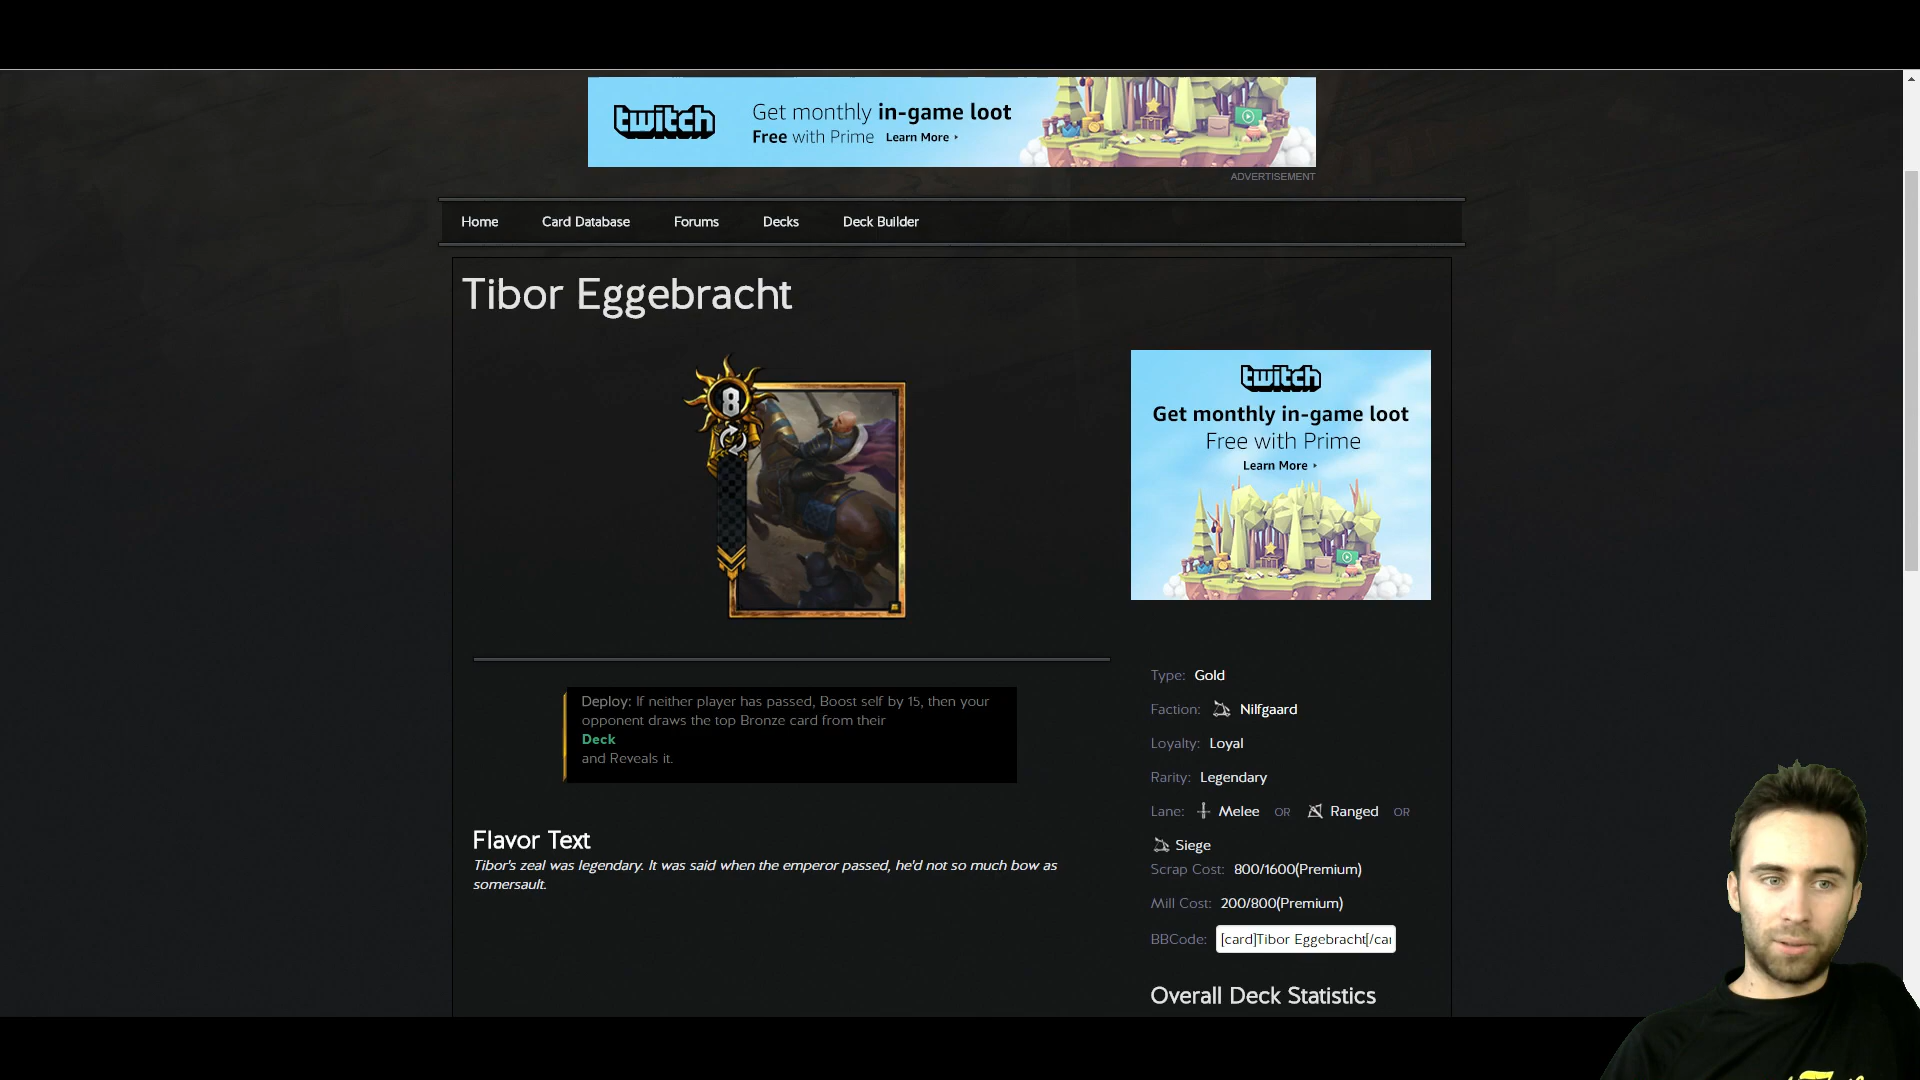 twitch
Get monthly in-game loot
Free with Prime Learn More
ADVERTISEMENT
Home Card Database Forums Decks Deck Builder
Tibor Eggebracht
8
twitch
Get monthly in-game loot
Free with Prime
Learn More
Deploy: If neither player has passed, Boost self by 15, then your
opponent draws the top Bronze card from their
Deck
and Reveals it.
Flavor Text
Tibor's zeal was legendary. It was said when the emperor passed, he'd not so much bow as
somersault.
Type: Gold
Faction: Nilfgaard
Loyalty: Loyal
Rarity: Legendary
Lane: Melee OR Ranged OR
Siege
Scrap Cost: 800/1600(Premium)
Mill Cost: 200/800(Premium)
BBCode: [card]Tibor Eggebracht[/car
Overall Deck Statistics